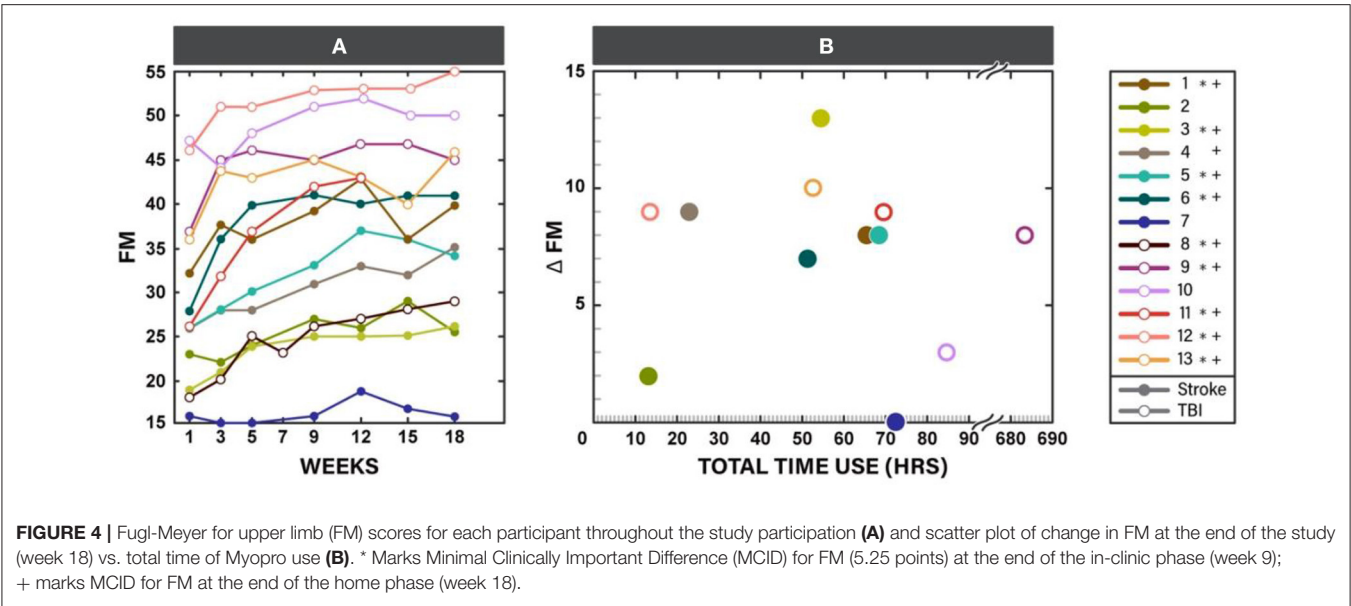 A
B
55
50
45
40
35
30
25
20
15
FM
1 3 5 7 9 12 15 18
WEEKS
15
10
5
Δ FM
0 10 20 30 40 50 60 70 80 90 680 690
TOTAL TIME USE (HRS)
1 * +
2
3 * +
4 +
5 * +
6 * +
7
8 * +
9 * +
10
11 * +
12 * +
13 * +
Stroke
TBI
FIGURE 4 | Fugl-Meyer for upper limb (FM) scores for each participant throughout the study participation (A) and scatter plot of change in FM at the end of the study
(week 18) vs. total time of Myopro use (B). * Marks Minimal Clinically Important Difference (MCID) for FM (5.25 points) at the end of the in-clinic phase (week 9);
+ marks MCID for FM at the end of the home phase (week 18).